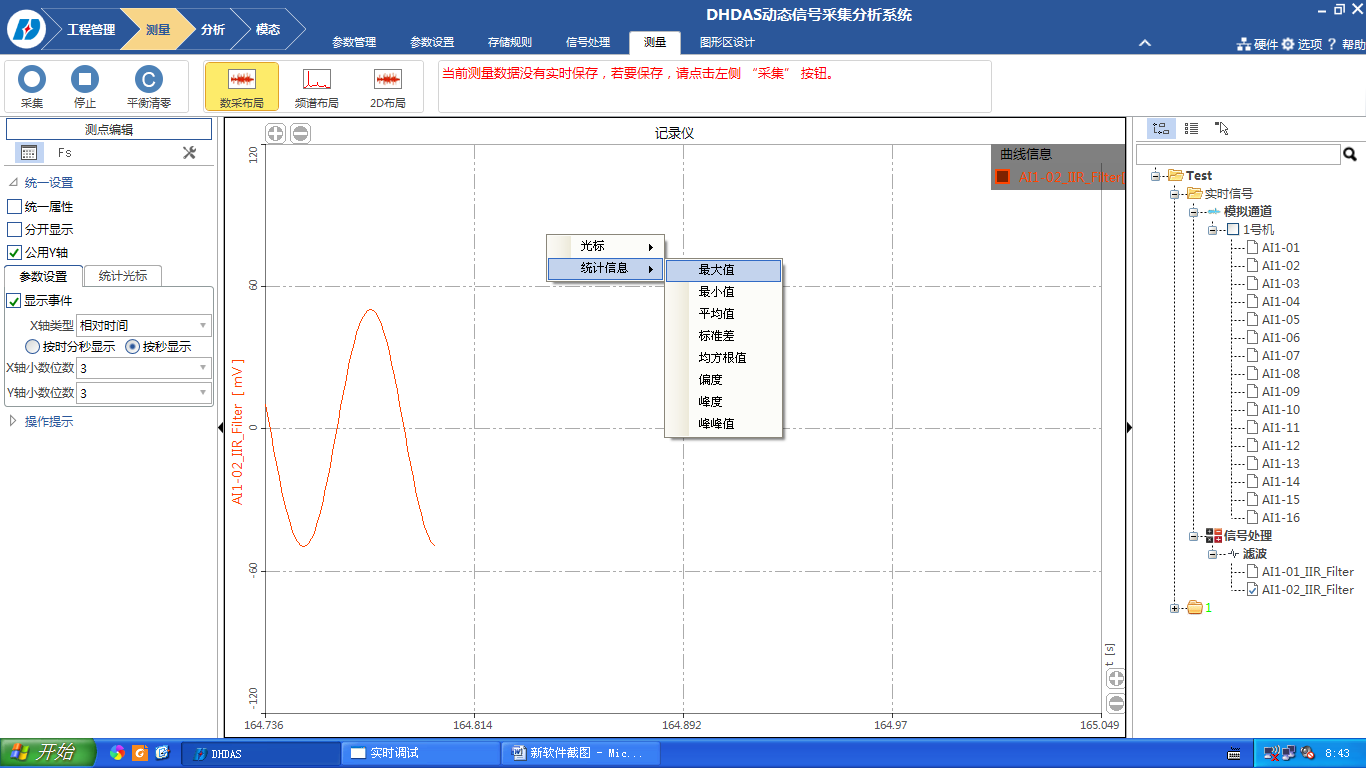 DHDAS动态信号采集分析系统
工程管理
测量
分析
模态
参数管理
参数设置
存储规则
信号处理
测量
图形区设计
硬件
选项
? 帮助
采集
停止
平衡清零
数采布局
频谱布局
2D布局
当前测量数据没有实时保存，若要保存，请点击左侧 “采集” 按钮。
测点编辑
Fs
统一设置
统一属性
分开显示
公用Y轴
参数设置
统计光标
显示事件
X轴类型
相对时间
按时分秒显示
按秒显示
X轴小数位数
3
Y轴小数位数
3
操作提示
记录仪
曲线信息
AI1-02_IIR_Filter[
120
60
0
-60
-120
AI1-02_IIR_Filter [ mV ]
164.736
164.814
164.892
164.97
165.049
t [s]
光标
统计信息
最大值
最小值
平均值
标准差
均方根值
偏度
峰度
峰峰值
Test
实时信号
模拟通道
1号机
AI1-01
AI1-02
AI1-03
AI1-04
AI1-05
AI1-06
AI1-07
AI1-08
AI1-09
AI1-10
AI1-11
AI1-12
AI1-13
AI1-14
AI1-15
AI1-16
信号处理
滤波
AI1-01_IIR_Filter
AI1-02_IIR_Filter
1
开始
DHDAS
实时调试
新软件截图 - Mic...
8:43